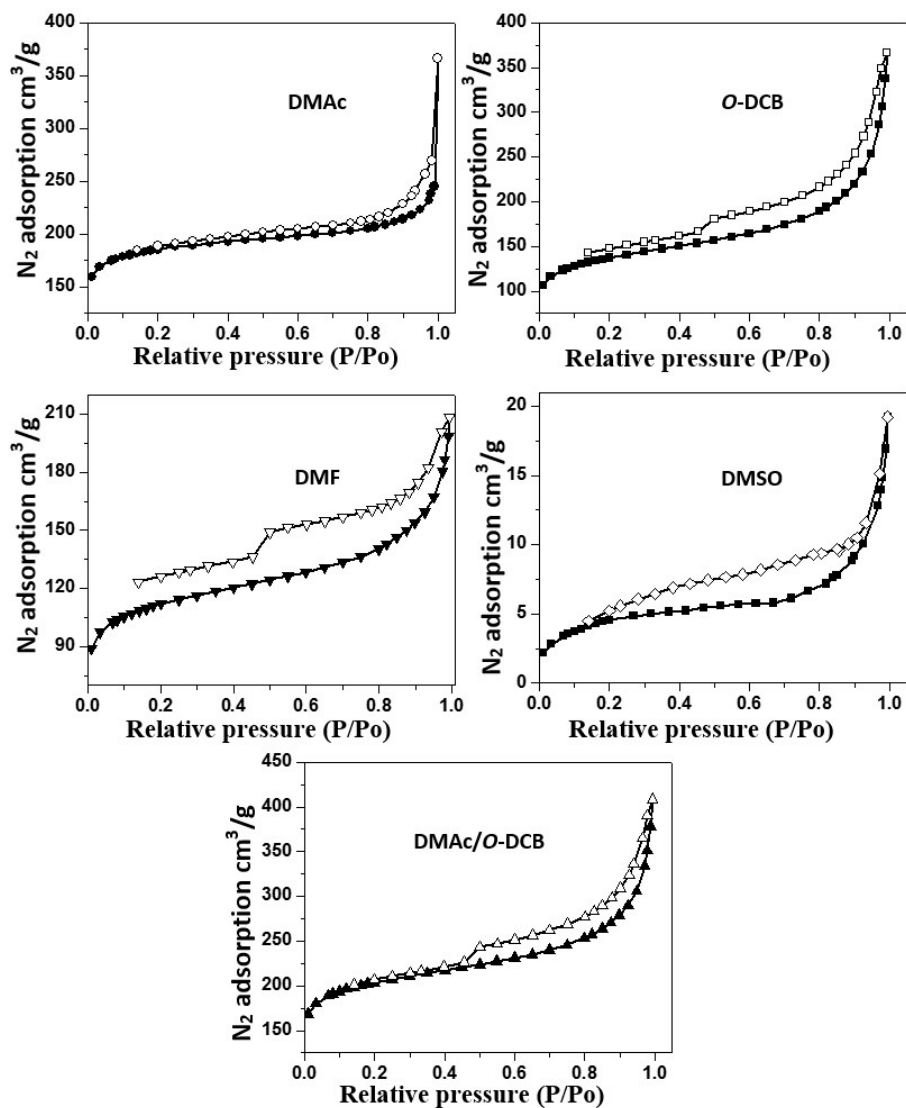 400
350
300
250
200
150
N₂ adsorption cm³/g
DMAc
0.0 0.2 0.4 0.6 0.8 1.0
Relative pressure (P/Po)
400
350
300
250
200
150
100
N₂ adsorption cm³/g
O-DCB
0.0 0.2 0.4 0.6 0.8 1.0
Relative pressure (P/Po)
210
180
150
120
90
N₂ adsorption cm³/g
DMF
0.0 0.2 0.4 0.6 0.8 1.0
Relative pressure (P/Po)
20
15
10
5
0
N₂ adsorption cm³/g
DMSO
0.0 0.2 0.4 0.6 0.8 1.0
Relative pressure (P/Po)
450
400
350
300
250
200
150
N₂ adsorption cm³/g
DMAc/O-DCB
0.0 0.2 0.4 0.6 0.8 1.0
Relative pressure (P/Po)